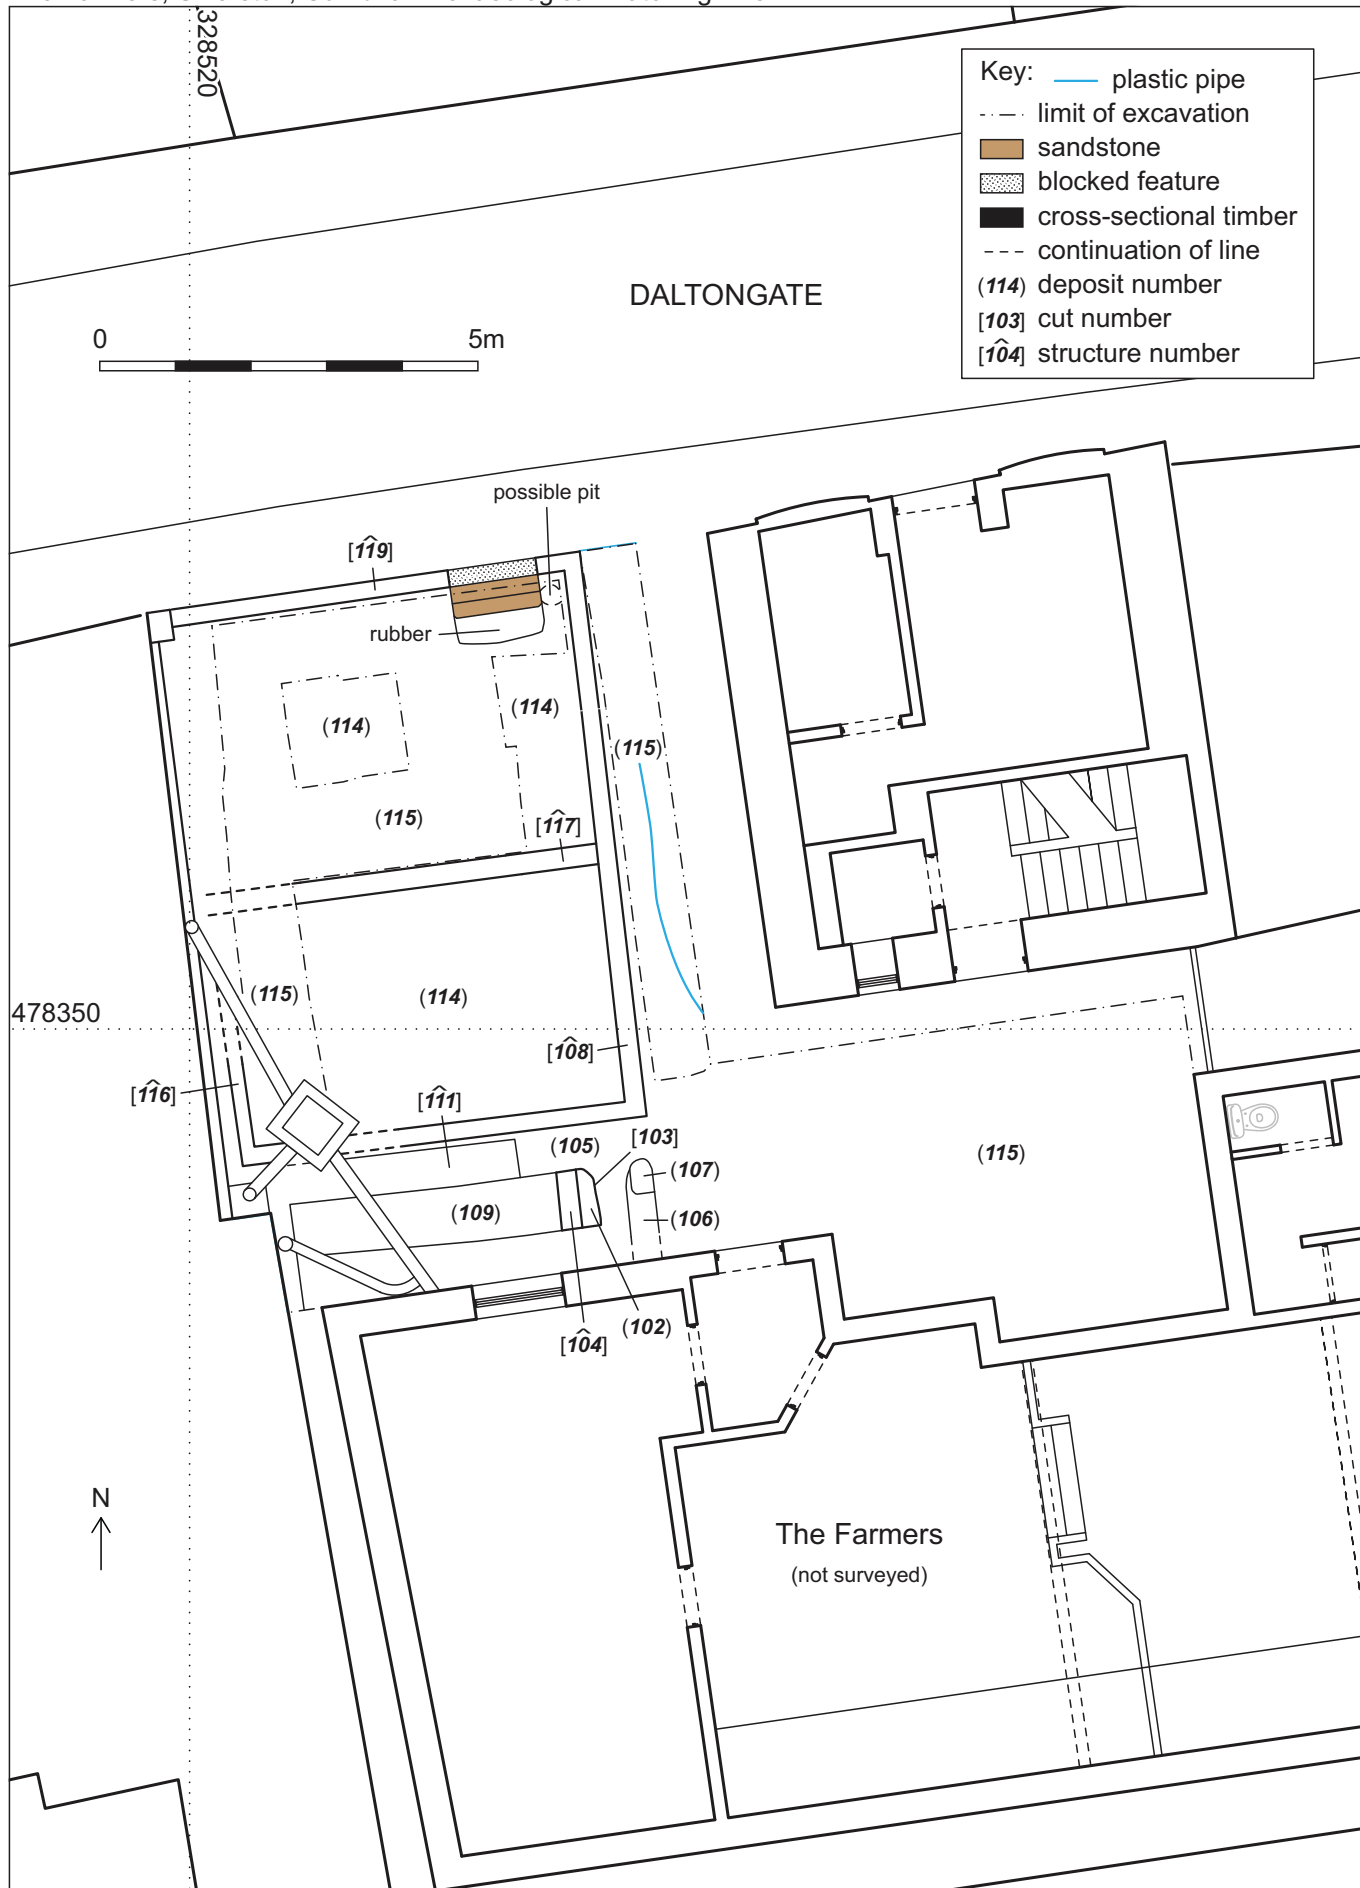 328520
Key:
plastic pipe
limit of excavation
sandstone
blocked feature
cross-sectional timber
continuation of line
(114) deposit number
[103] cut number
[104] structure number
DALTONGATE
0 5m
possible pit
[119]
rubber
(114)
(114)
(115)
(115)
[117]
(115)
(114)
478350
[108]
[116]
[111]
(105)
[103]
(107)
(115)
(109)
(106)
(102)
[104]
N
The Farmers
(not surveyed)